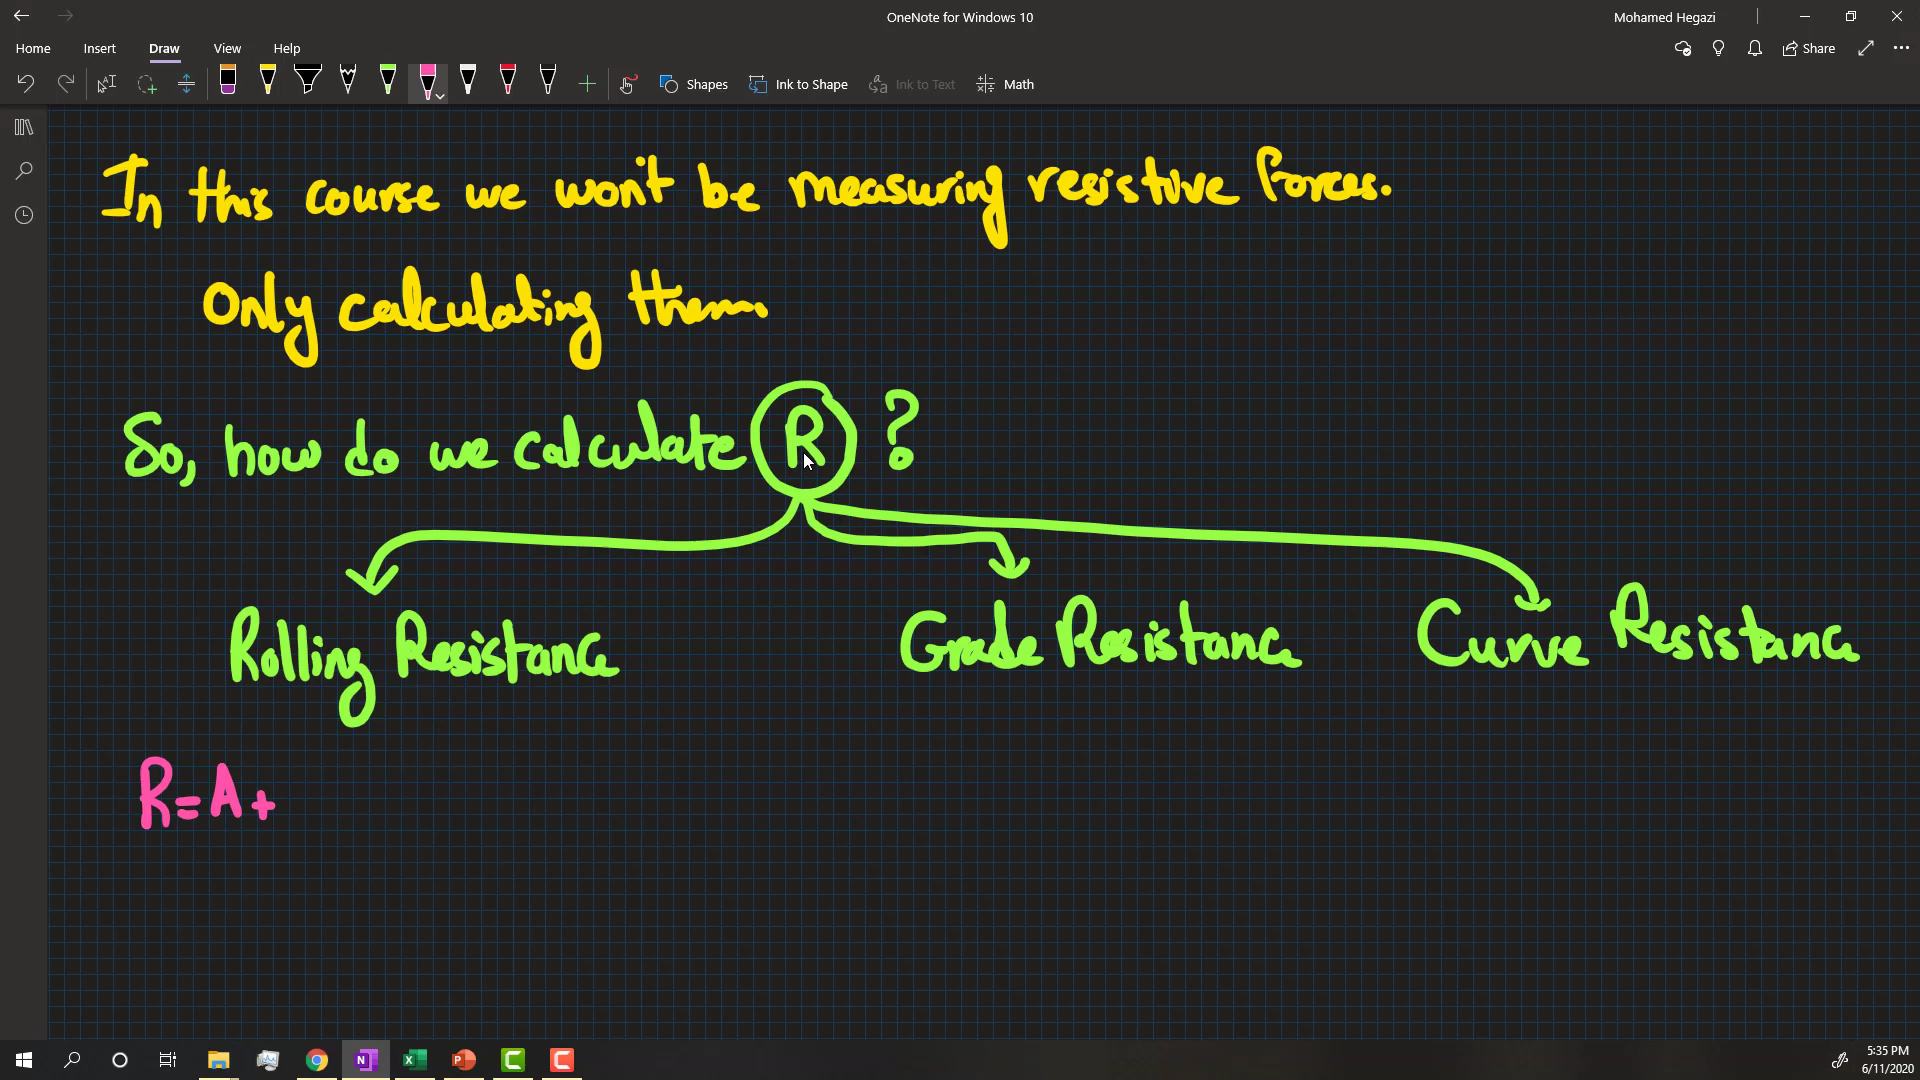 OneNote for Windows 10
Mohamed Hegazi
Home Insert Draw View Help
Share
Shapes Ink to Shape Ink to Text Math
In this course we won't be measuring resistive forces.
Only calculating them.
So, how do we calculate R ?
Rolling Resistance Grade Resistance Curve Resistance
R=A+
5:35 PM
6/11/2020